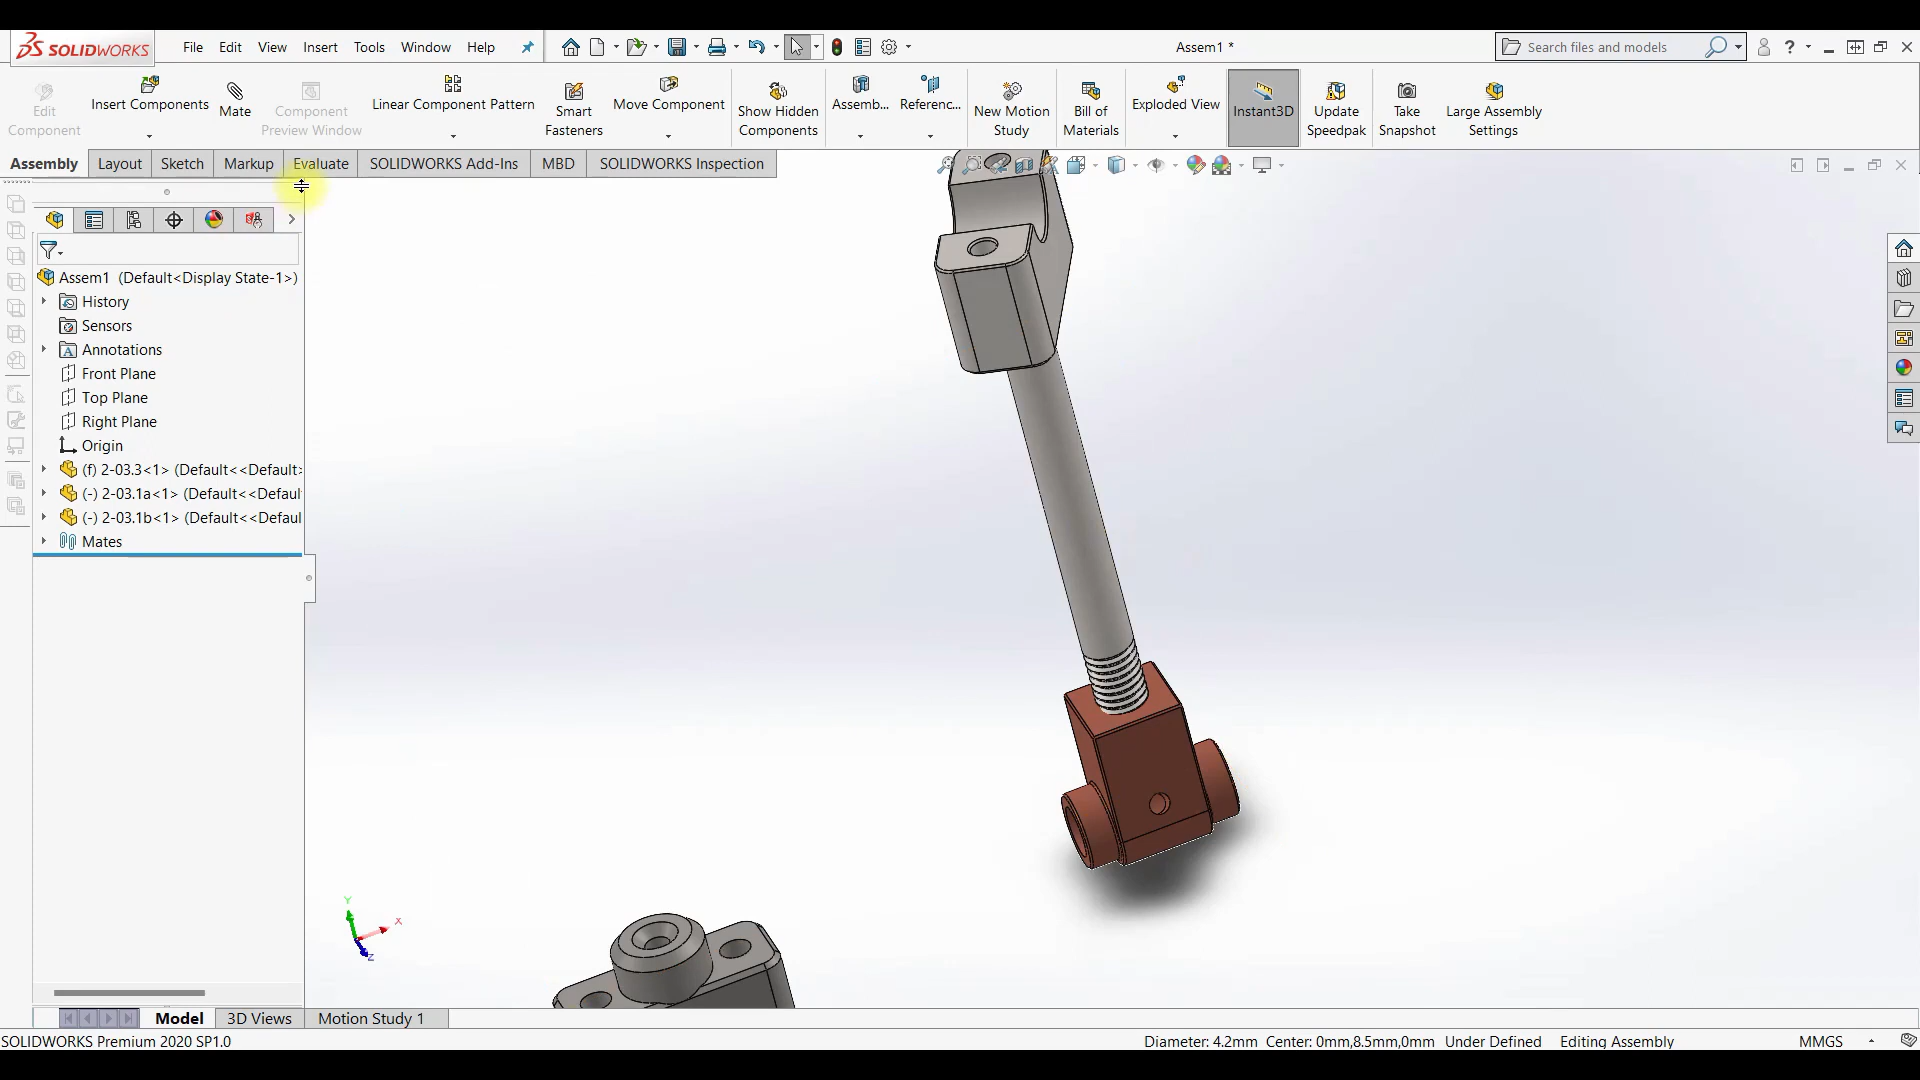 SOLIDWORKS File Edit View Insert Tools Window Help Assem1 * Search files and models ?
Edit Component Insert Components Mate Component Preview Window Linear Component Pattern Smart Fasteners Move Component Show Hidden Components Assemb... Referenc... New Motion Study Bill of Materials Exploded View Instant3D Update Speedpak Take Snapshot Large Assembly Settings
Assembly Layout Sketch Markup Evaluate SOLIDWORKS Add-Ins MBD SOLIDWORKS Inspection
Assem1 (Default<Display State-1>)
History
Sensors
Annotations
Front Plane
Top Plane
Right Plane
Origin
(f) 2-03.3<1> (Default<<Default>
(-) 2-03.1a<1> (Default<<Defaul
(-) 2-03.1b<1> (Default<<Defaul
Mates
Y
X
Z
Model 3D Views Motion Study 1
SOLIDWORKS Premium 2020 SP1.0 Diameter: 4.2mm Center: 0mm,8.5mm,0mm Under Defined Editing Assembly MMGS